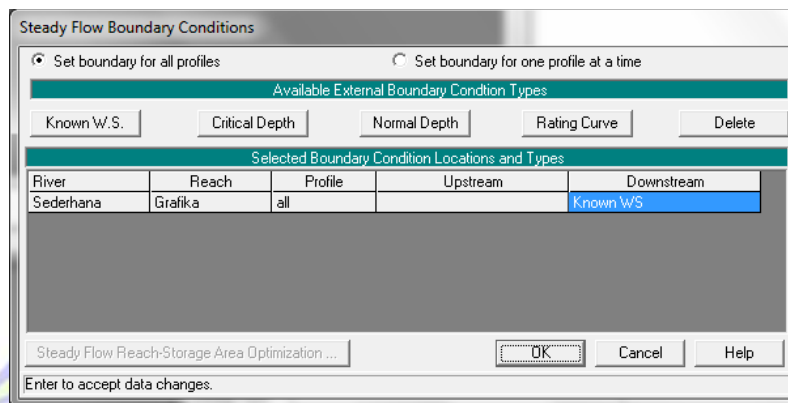 Steady Flow Boundary Conditions
Set boundary for all profiles Set boundary for one profile at a time
Available External Boundary Condtion Types
Known W.S. Critical Depth Normal Depth Rating Curve Delete
Selected Boundary Condition Locations and Types
River Reach Profile Upstream Downstream
Sederhana Grafika all Known WS
Steady Flow Reach-Storage Area Optimization ... OK Cancel Help
Enter to accept data changes.